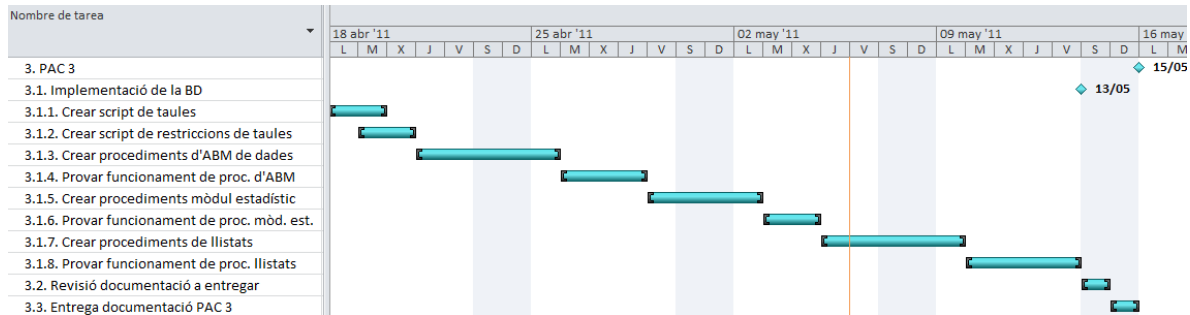 Nombre de tarea
18 abr '11 25 abr '11 02 may '11 09 may '11 16 may
L M X J V S D L M X J V S D L M X J V S D L M X J V S D L M
3. PAC 3 15/05
3.1. Implementació de la BD 13/05
3.1.1. Crear script de taules
3.1.2. Crear script de restriccions de taules
3.1.3. Crear procediments d'ABM de dades
3.1.4. Provar funcionament de proc. d'ABM
3.1.5. Crear procediments mòdul estadístic
3.1.6. Provar funcionament de proc. mòd. est.
3.1.7. Crear procediments de llistats
3.1.8. Provar funcionament de proc. llistats
3.2. Revisió documentació a entregar
3.3. Entrega documentació PAC 3